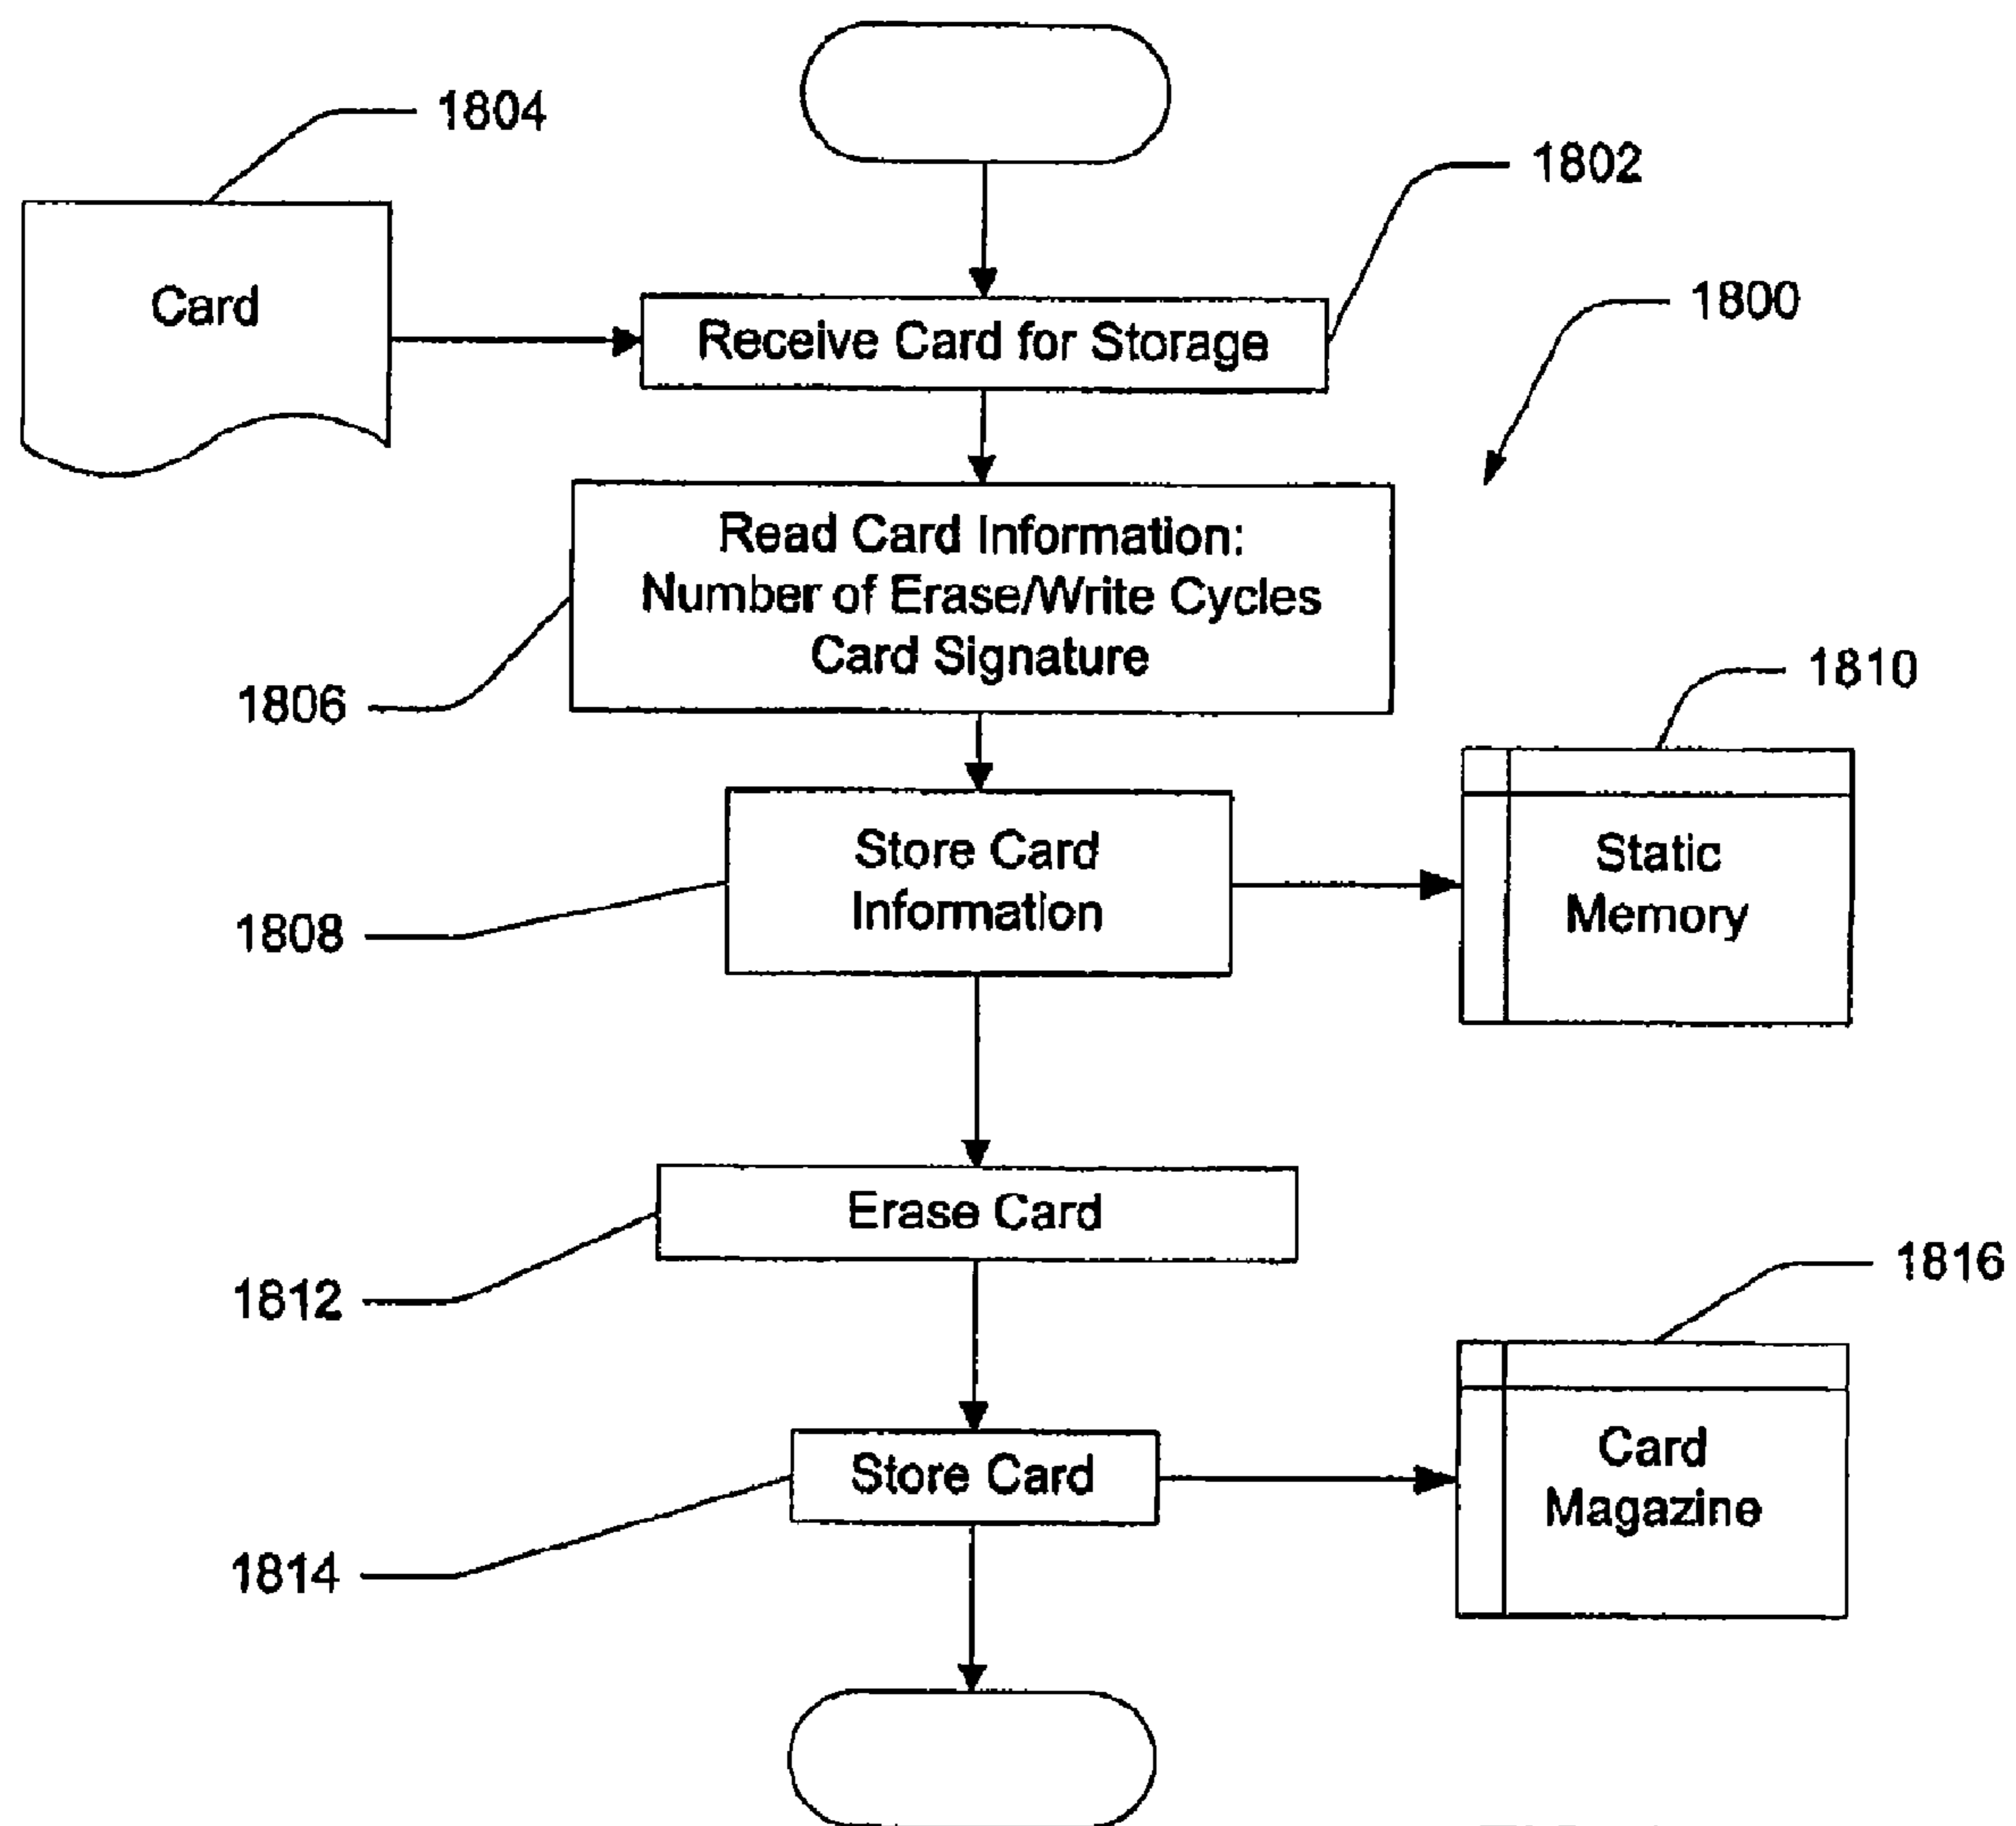 1804
1802
Card
1800
Receive Card for Storage
Read Card Information:
Number of Erase/Write Cycles
Card Signature
1806
1810
Store Card
Information
Static
Memory
1808
Erase Card
1812
1816
Store Card
Card
Magazine
1814